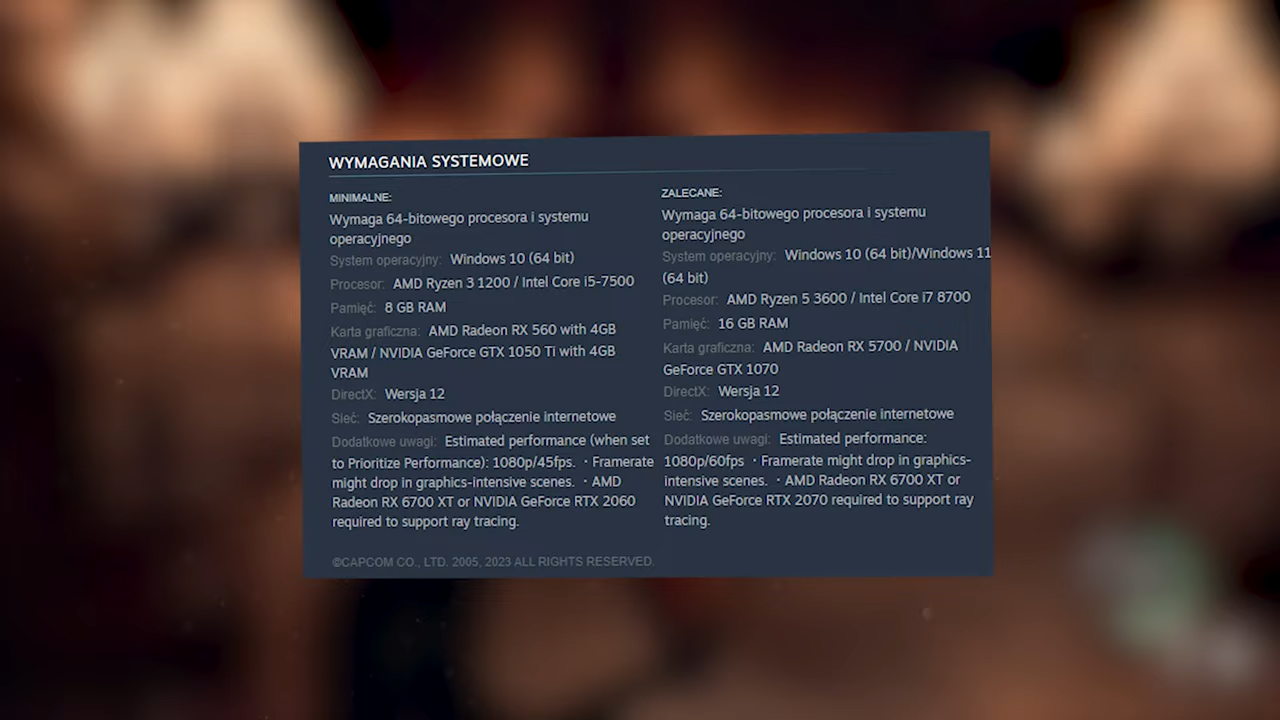 WYMAGANIA SYSTEMOWE
MINIMALNE:
Wymaga 64-bitowego procesora i systemu
operacyjnego
System operacyjny: Windows 10 (64 bit)
Procesor: AMD Ryzen 3 1200 / Intel Core i5-7500
Pamięć: 8 GB RAM
Karta graficzna: AMD Radeon RX 560 with 4GB
VRAM / NVIDIA GeForce GTX 1050 Ti with 4GB
VRAM
DirectX: Wersja 12
Sieć: Szerokopasmowe połączenie internetowe
Dodatkowe uwagi: Estimated performance (when set
to Prioritize Performance): 1080p/45fps. ・Framerate
might drop in graphics-intensive scenes. ・AMD
Radeon RX 6700 XT or NVIDIA GeForce RTX 2060
required to support ray tracing.
ZALECANE:
Wymaga 64-bitowego procesora i systemu
operacyjnego
System operacyjny: Windows 10 (64 bit)/Windows 11
(64 bit)
Procesor: AMD Ryzen 5 3600 / Intel Core i7 8700
Pamięć: 16 GB RAM
Karta graficzna: AMD Radeon RX 5700 / NVIDIA
GeForce GTX 1070
DirectX: Wersja 12
Sieć: Szerokopasmowe połączenie internetowe
Dodatkowe uwagi: Estimated performance:
1080p/60fps ・Framerate might drop in graphics-
intensive scenes. ・AMD Radeon RX 6700 XT or
NVIDIA GeForce RTX 2070 required to support ray
tracing.
©CAPCOM CO., LTD. 2005, 2023 ALL RIGHTS RESERVED.